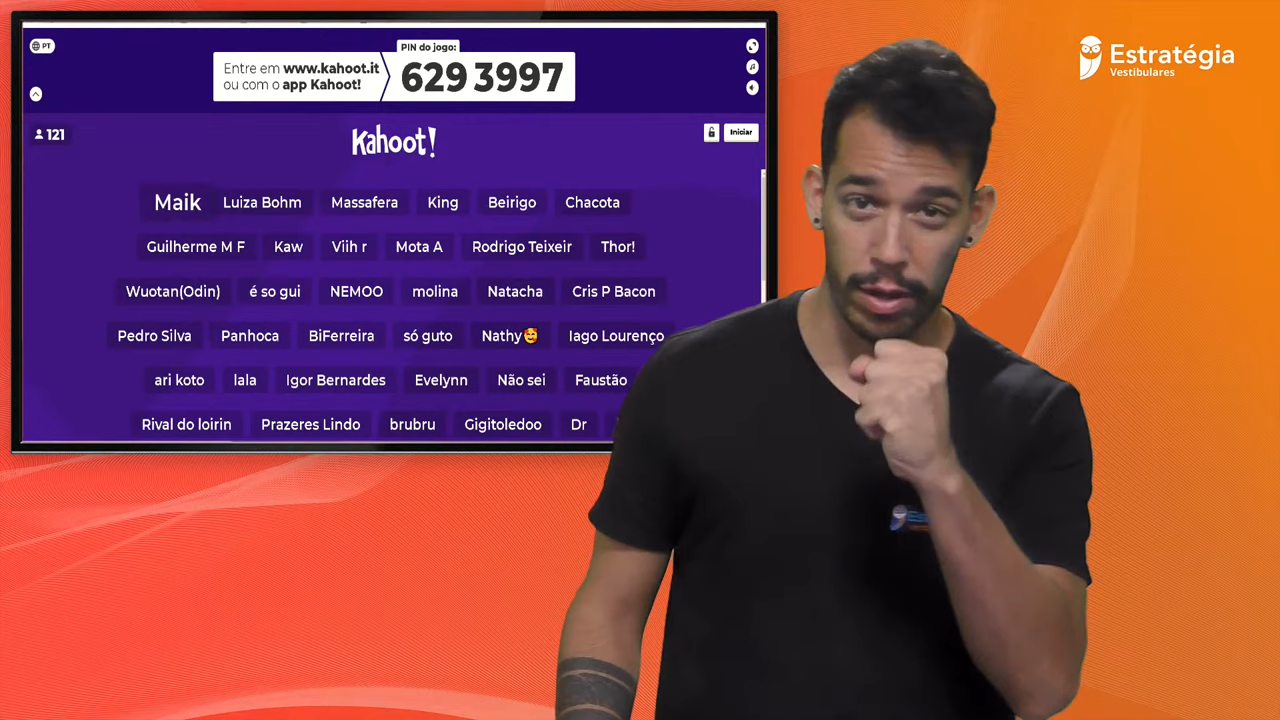 PT
PIN do jogo:
Entre em www.kahoot.it
ou com o app Kahoot!
629 3997
Estratégia
Vestibulares
121
Kahoot!
Iniciar
Maik Luiza Bohm Massafera King Beirigo Chacota
Guilherme M F Kaw Viih r Mota A Rodrigo Teixeir Thor!
Wuotan(Odin) é so gui NEMOO molina Natacha Cris P Bacon
Pedro Silva Panhoca BiFerreira só guto Nathy🥰 Iago Lourenço
ari koto lala Igor Bernardes Evelynn Não sei Faustão
Rival do loirin Prazeres Lindo brubru Gigitoledoo Dr